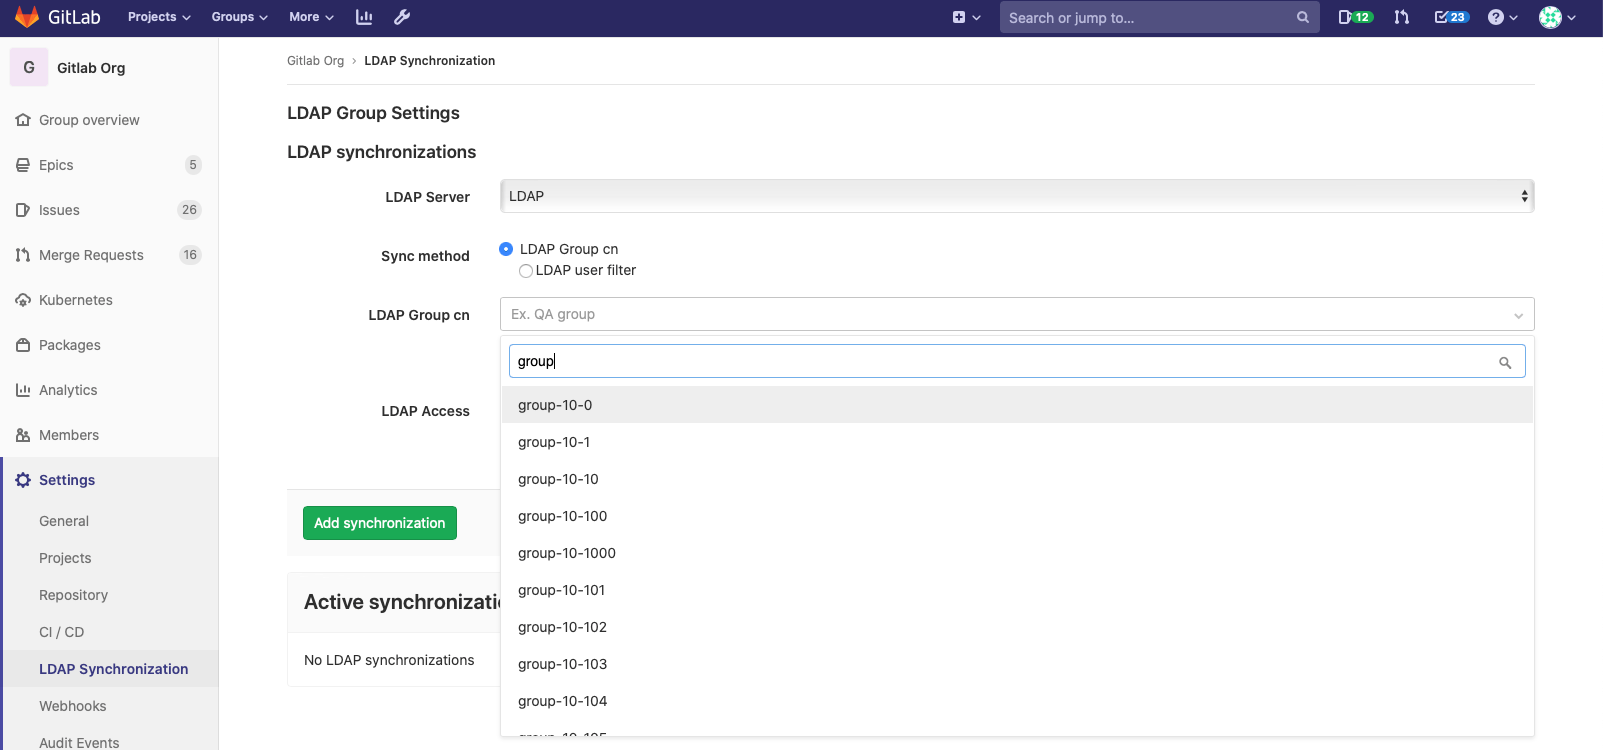 GitLab Projects Groups More Search or jump to... 12 23
G Gitlab Org
Group overview
Epics 5
Issues 26
Merge Requests 16
Kubernetes
Packages
Analytics
Members
Settings
General
Projects
Repository
CI / CD
LDAP Synchronization
Webhooks
Audit Events
Gitlab Org › LDAP Synchronization
LDAP Group Settings
LDAP synchronizations
LDAP Server LDAP
Sync method LDAP Group cn
LDAP user filter
LDAP Group cn Ex. QA group
group
group-10-0
LDAP Access
group-10-1
group-10-10
group-10-100
Add synchronization
group-10-1000
group-10-101
Active
group-10-102
No LDAP synchronizations
group-10-103
group-10-104
group-10-105